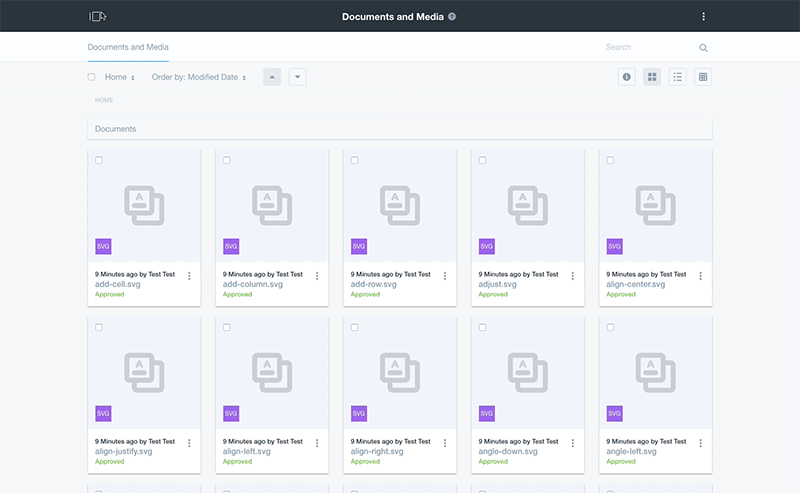 Documents and Media ?
Documents and Media
Search
Home
Order by: Modified Date
HOME
Documents
A A A A A
SVG SVG SVG SVG SVG
9 Minutes ago by Test Test 9 Minutes ago by Test Test 9 Minutes ago by Test Test 9 Minutes ago by Test Test 9 Minutes ago by Test Test
add-cell.svg add-column.svg add-row.svg adjust.svg align-center.svg
Approved Approved Approved Approved Approved
A A A A A
SVG SVG SVG SVG SVG
9 Minutes ago by Test Test 9 Minutes ago by Test Test 9 Minutes ago by Test Test 9 Minutes ago by Test Test 9 Minutes ago by Test Test
align-justify.svg align-left.svg align-right.svg angle-down.svg angle-left.svg
Approved Approved Approved Approved Approved